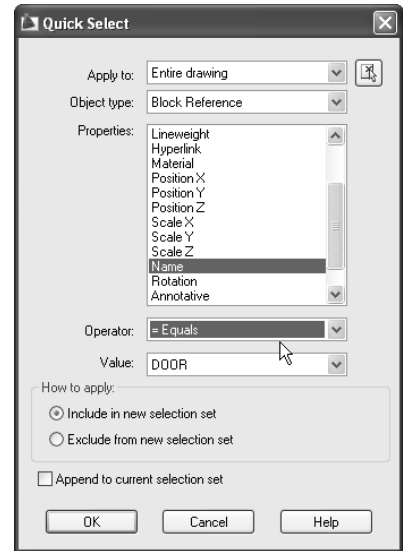 Quick Select
Apply to: Entire drawing
Object type: Block Reference
Properties: Lineweight
Hyperlink
Material
Position X
Position Y
Position Z
Scale X
Scale Y
Scale Z
Name
Rotation
Annotative
Operator: = Equals
Value: DOOR
How to apply:
Include in new selection set
Exclude from new selection set
Append to current selection set
OK Cancel Help